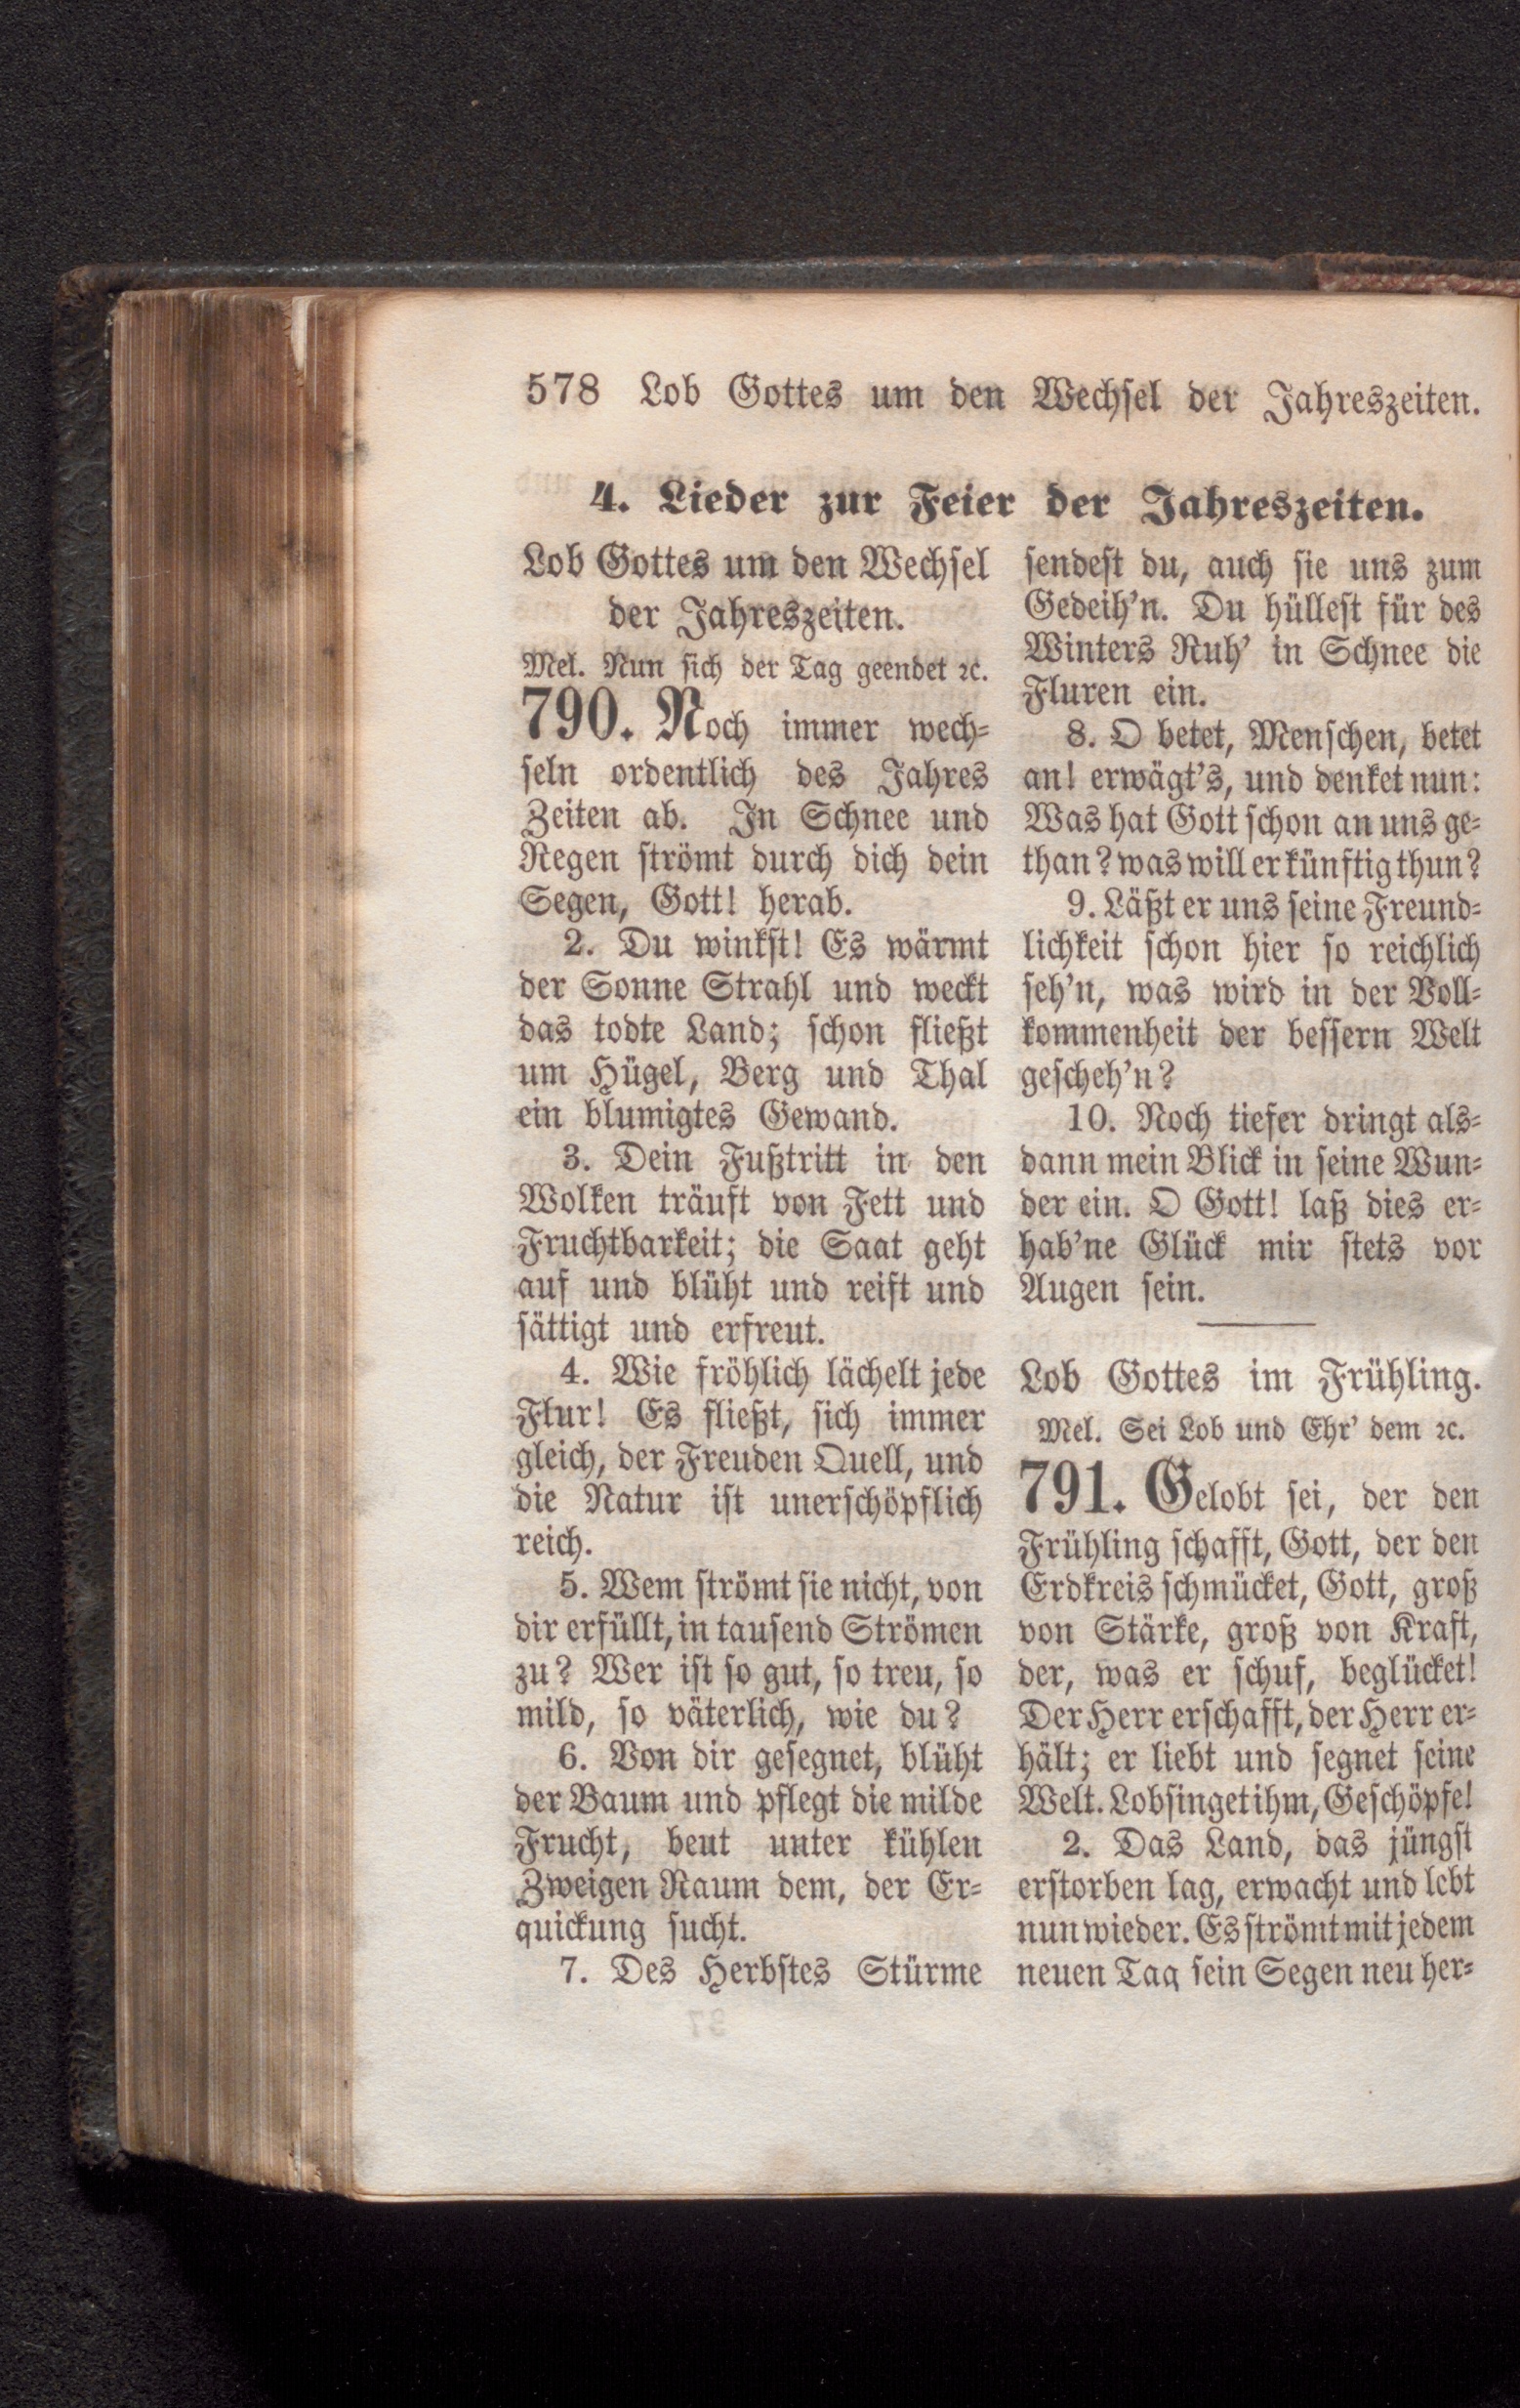 578 Lob Gottes um den Wechsel der Jahreszeiten.
4. Lieder zur Feier der Jahreszeiten.
Lob Gottes um den Wechsel
der Jahreszeiten.
Mel. Nun sich der Tag geendet ꝛc.
790. Noch immer wech-
seln ordentlich des Jahres
Zeiten ab. In Schnee und
Regen strömt durch dich dein
Segen, Gott! herab.
2. Du winkst! Es wärmt
der Sonne Strahl und weckt
das todte Land; schon fließt
um Hügel, Berg und Thal
ein blumigtes Gewand.
3. Dein Fußtritt in den
Wolken träuft von Fett und
Fruchtbarkeit; die Saat geht
auf und blüht und reift und
sättigt und erfreut.
4. Wie fröhlich lächelt jede
Flur! Es fließt, sich immer
gleich, der Freuden Quell, und
die Natur ist unerschöpflich
reich.
5. Wem strömt sie nicht, von
dir erfüllt, in tausend Strömen
zu? Wer ist so gut, so treu, so
mild, so väterlich, wie du?
6. Von dir gesegnet, blüht
der Baum und pflegt die milde
Frucht, beut unter kühlen
Zweigen Raum dem, der Er-
quickung sucht.
7. Des Herbstes Stürme
sendest du, auch sie uns zum
Gedeih'n. Du hüllest für des
Winters Ruh' in Schnee die
Fluren ein.
8. O betet, Menschen, betet
an! erwägt's, und denket nun:
Was hat Gott schon an uns ge-
than? was will er künftig thun?
9. Läßt er uns seine Freund-
lichkeit schon hier so reichlich
seh'n, was wird in der Voll-
kommenheit der bessern Welt
gescheh'n?
10. Noch tiefer dringt als-
dann mein Blick in seine Wun-
der ein. O Gott! laß dies er-
hab'ne Glück mir stets vor
Augen sein.
Lob Gottes im Frühling.
Mel. Sei Lob und Ehr' dem ꝛc.
791. Gelobt sei, der den
Frühling schafft, Gott, der den
Erdkreis schmücket, Gott, groß
von Stärke, groß von Kraft,
der, was er schuf, beglücket!
Der Herr erschafft, der Herr er-
hält; er liebt und segnet seine
Welt. Lobsinget ihm, Geschöpfe!
2. Das Land, das jüngst
erstorben lag, erwacht und lebt
nun wieder. Es strömt mit jedem
neuen Tag sein Segen neu her-